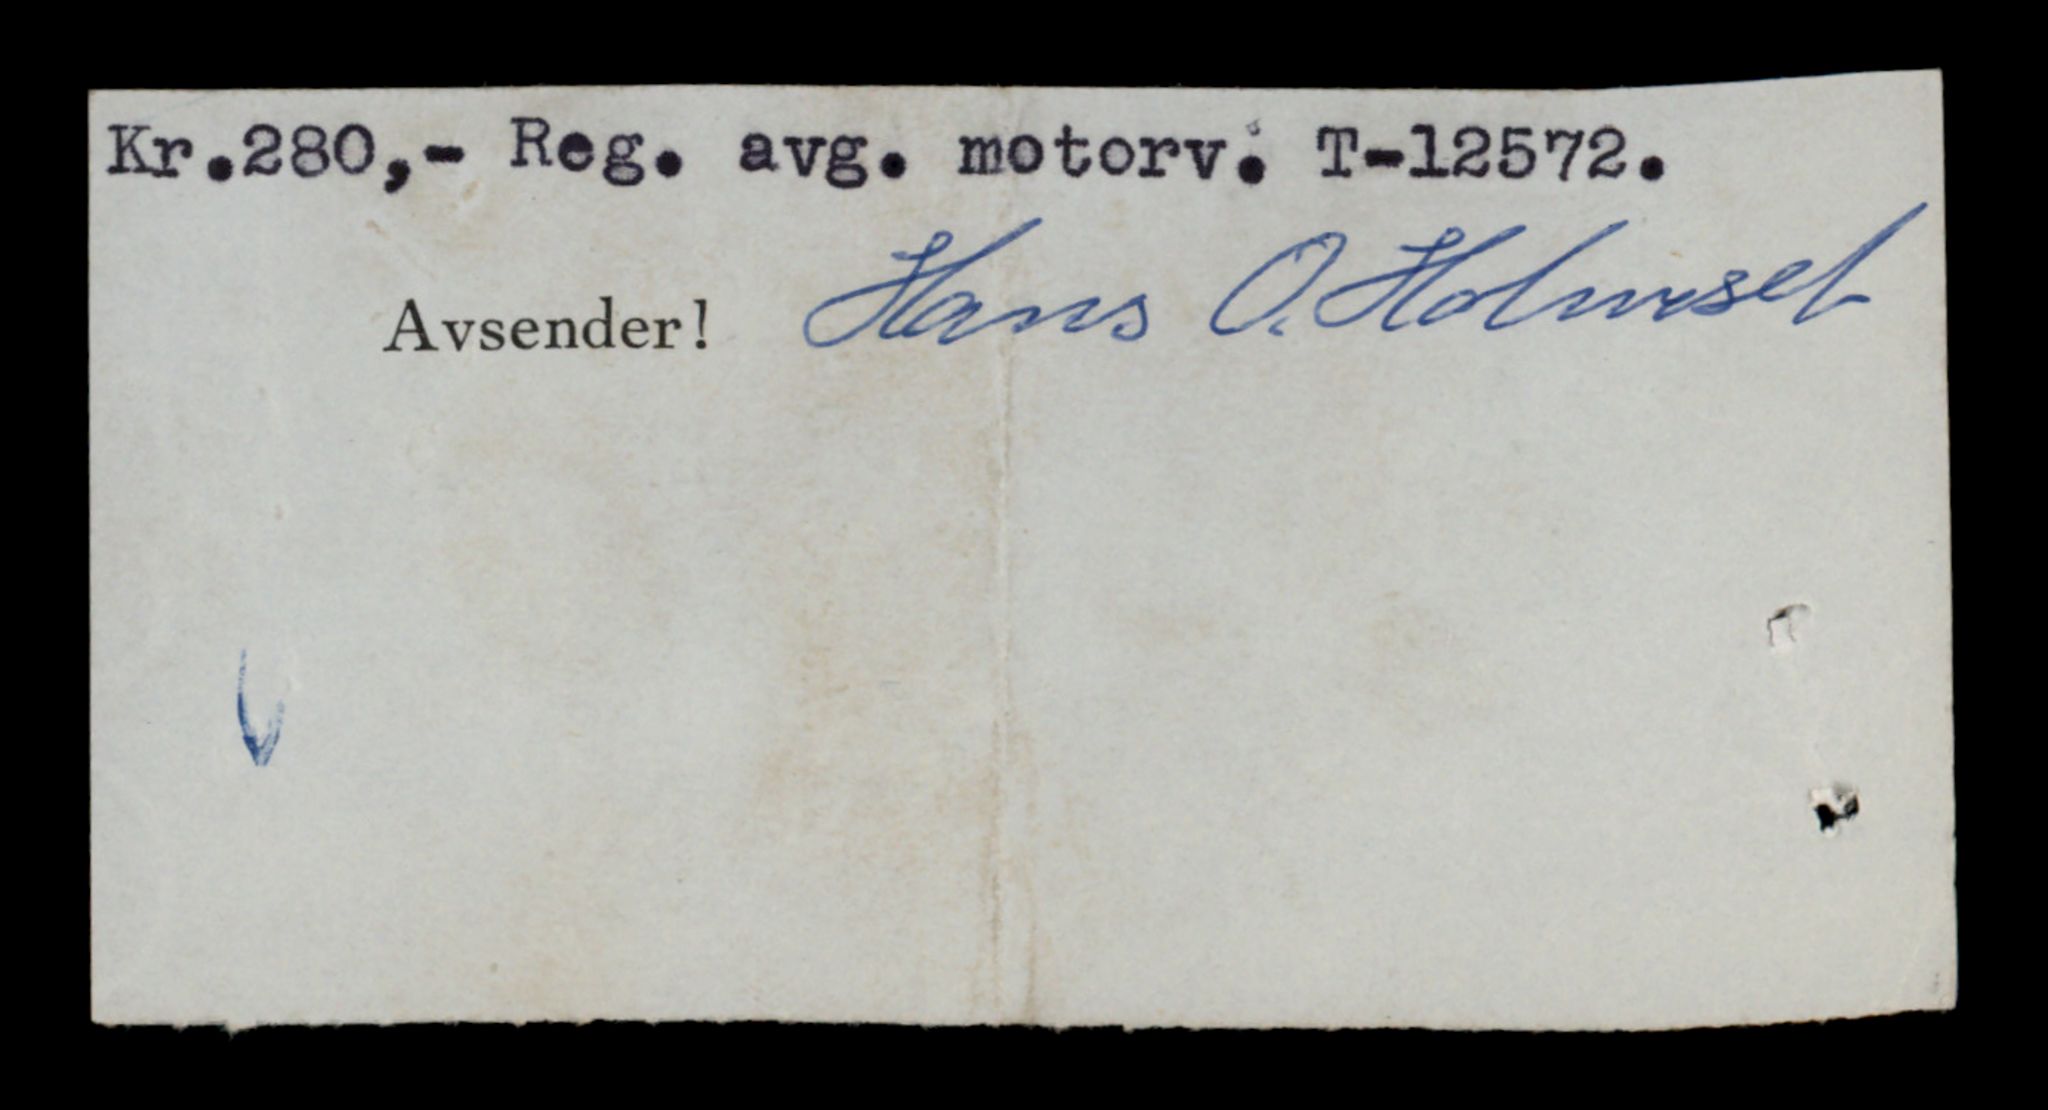 Kr.280,- Reg. avg. motorv. T-12572.
Avsender! Hans O. Holmset